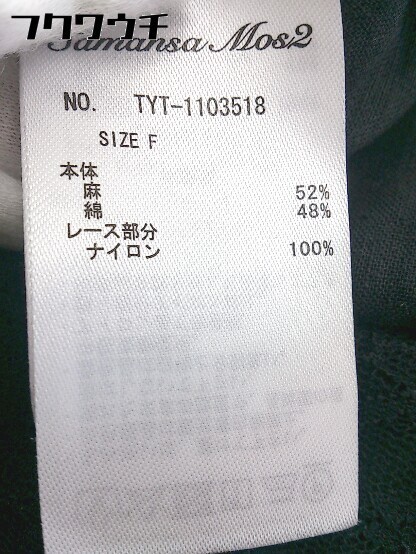 フクワウチ
Samansa Mos2
NO. TYT-1103518
SIZE F
本体
麻 52%
綿 48%
レース部分
ナイロン 100%